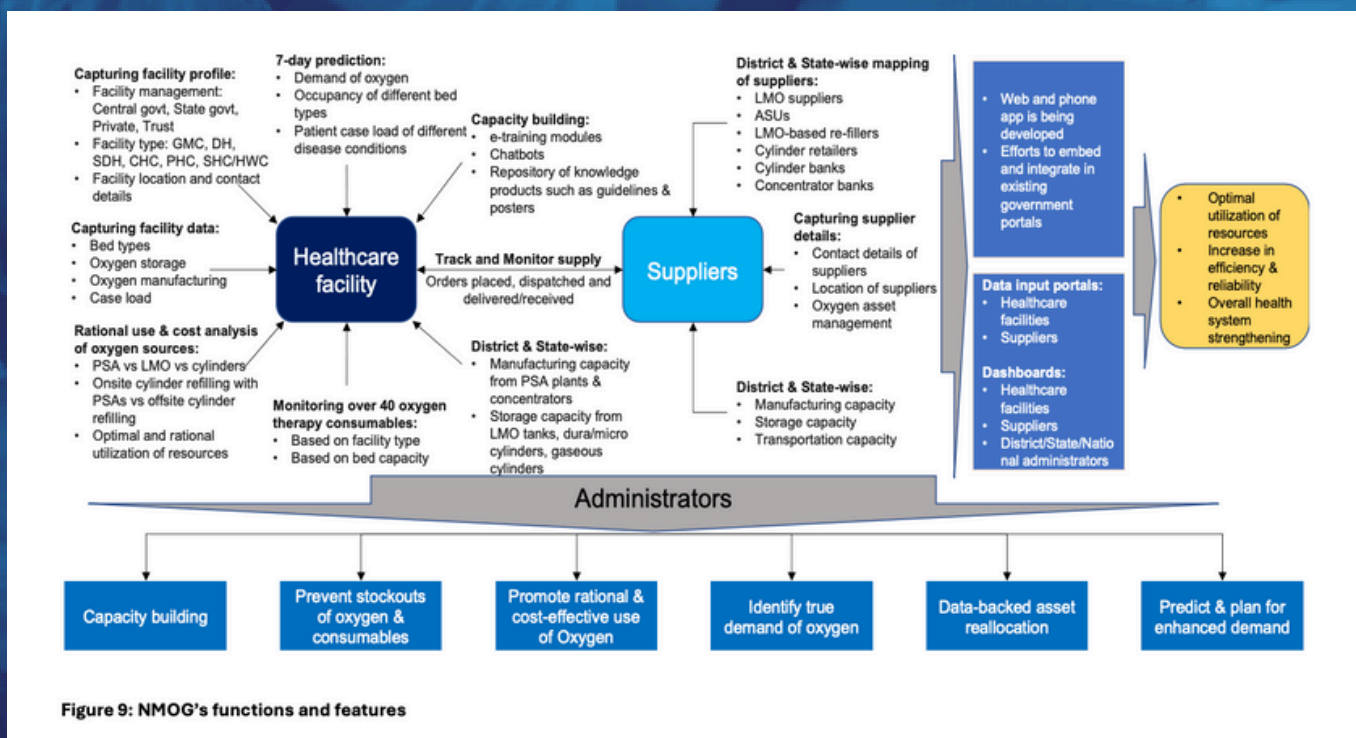 Capturing facility profile:
• Facility management:
Central govt, State govt,
Private, Trust
• Facility type: GMC, DH,
SDH, CHC, PHC, SHC/HWC
• Facility location and contact
details
7-day prediction:
• Demand of oxygen
• Occupancy of different bed
types
• Patient case load of different
disease conditions
Capacity building:
• e-training modules
• Chatbots
• Repository of knowledge
products such as guidelines &
posters
Capturing facility data:
• Bed types
• Oxygen storage
• Oxygen manufacturing
• Case load
Healthcare
facility
Track and Monitor supply
Orders placed, dispatched and
delivered/received
Suppliers
Rational use & cost analysis
of oxygen sources:
• PSA vs LMO vs cylinders
• Onsite cylinder refilling with
PSAs vs offsite cylinder
refilling
• Optimal and rational
utilization of resources
Monitoring over 40 oxygen
therapy consumables:
• Based on facility type
• Based on bed capacity
District & State-wise:
• Manufacturing capacity
from PSA plants &
concentrators
• Storage capacity from
LMO tanks, dura/micro
cylinders, gaseous
cylinders
District & State-wise mapping
of suppliers:
• LMO suppliers
• ASUs
• LMO-based re-fillers
• Cylinder retailers
• Cylinder banks
• Concentrator banks
Capturing supplier
details:
• Contact details of
suppliers
• Location of suppliers
• Oxygen asset
management
District & State-wise:
• Manufacturing capacity
• Storage capacity
• Transportation capacity
• Web and phone
app is being
developed
• Efforts to embed
and integrate in
existing
government
portals
Data input portals:
• Healthcare
facilities
• Suppliers
Dashboards:
• Healthcare
facilities
• Suppliers
• District/State/Natio
nal administrators
• Optimal
utilization of
resources
• Increase in
efficiency &
reliability
• Overall health
system
strengthening
Administrators
Capacity building
Prevent stockouts
of oxygen &
consumables
Promote rational &
cost-effective use
of Oxygen
Identify true
demand of oxygen
Data-backed asset
reallocation
Predict & plan for
enhanced demand
Figure 9: NMOG's functions and features